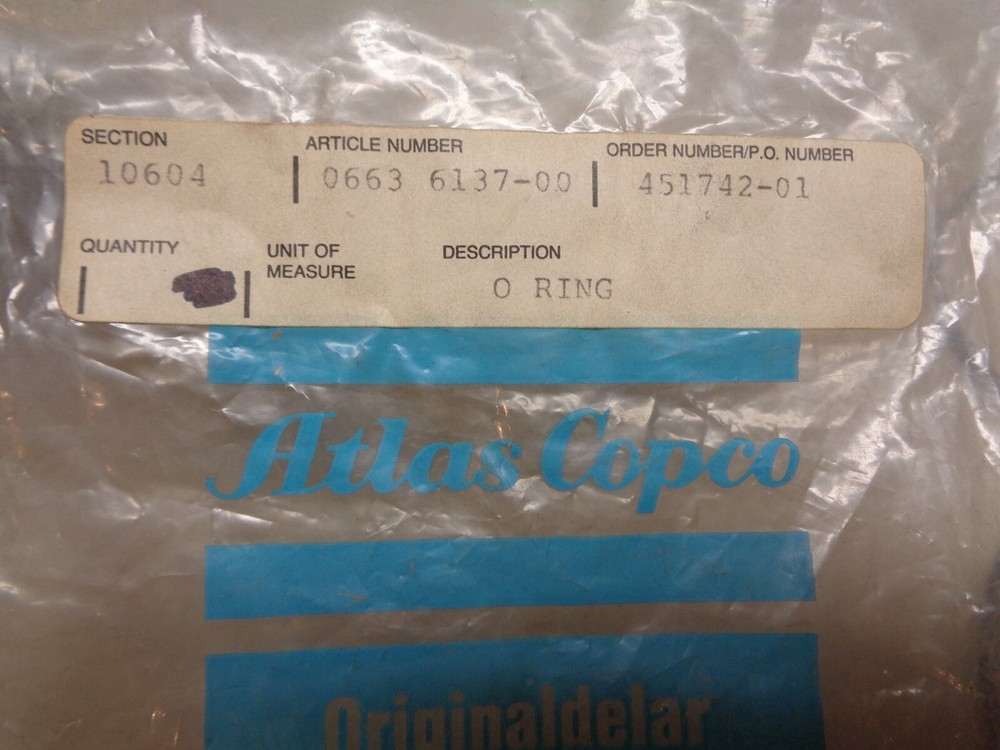 SECTION ARTICLE NUMBER ORDER NUMBER/P.O. NUMBER
10604 0663 6137-00 451742-01
QUANTITY UNIT OF MEASURE DESCRIPTION
O RING
Atlas Copco
Originaldelar